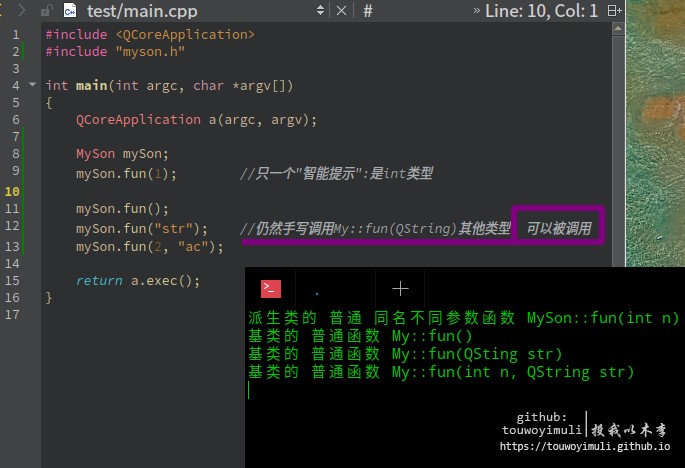 test/main.cpp
#
» Line: 10, Col: 1
1 #include <QCoreApplication>
2 #include "myson.h"
3
4 int main(int argc, char *argv[])
5 {
6 QCoreApplication a(argc, argv);
7
8 MySon mySon;
9 mySon.fun(1); //只一个"智能提示":是int类型
10
11 mySon.fun();
12 mySon.fun("str"); //仍然手写调用My::fun(QString)其他类型 可以被调用
13 mySon.fun(2, "ac");
14
15 return a.exec();
16 }
17
派生类的 普通 同名不同参数函数 MySon::fun(int n)
基类的 普通函数 My::fun()
基类的 普通函数 My::fun(QSting str)
基类的 普通函数 My::fun(int n, QString str)
github:
touwoyimuli
投我以木李
https://touwoyimuli.github.io